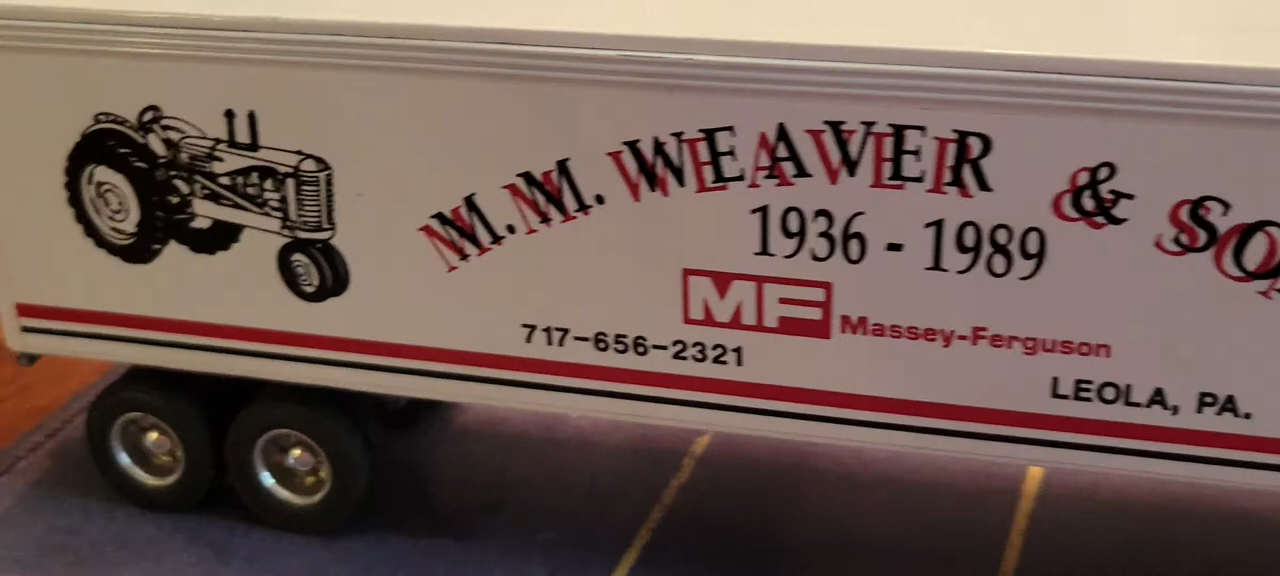 M.M. WEAVER & SO
1936 - 1989
MF Massey-Ferguson
717-656-2321
LEOLA, PA.